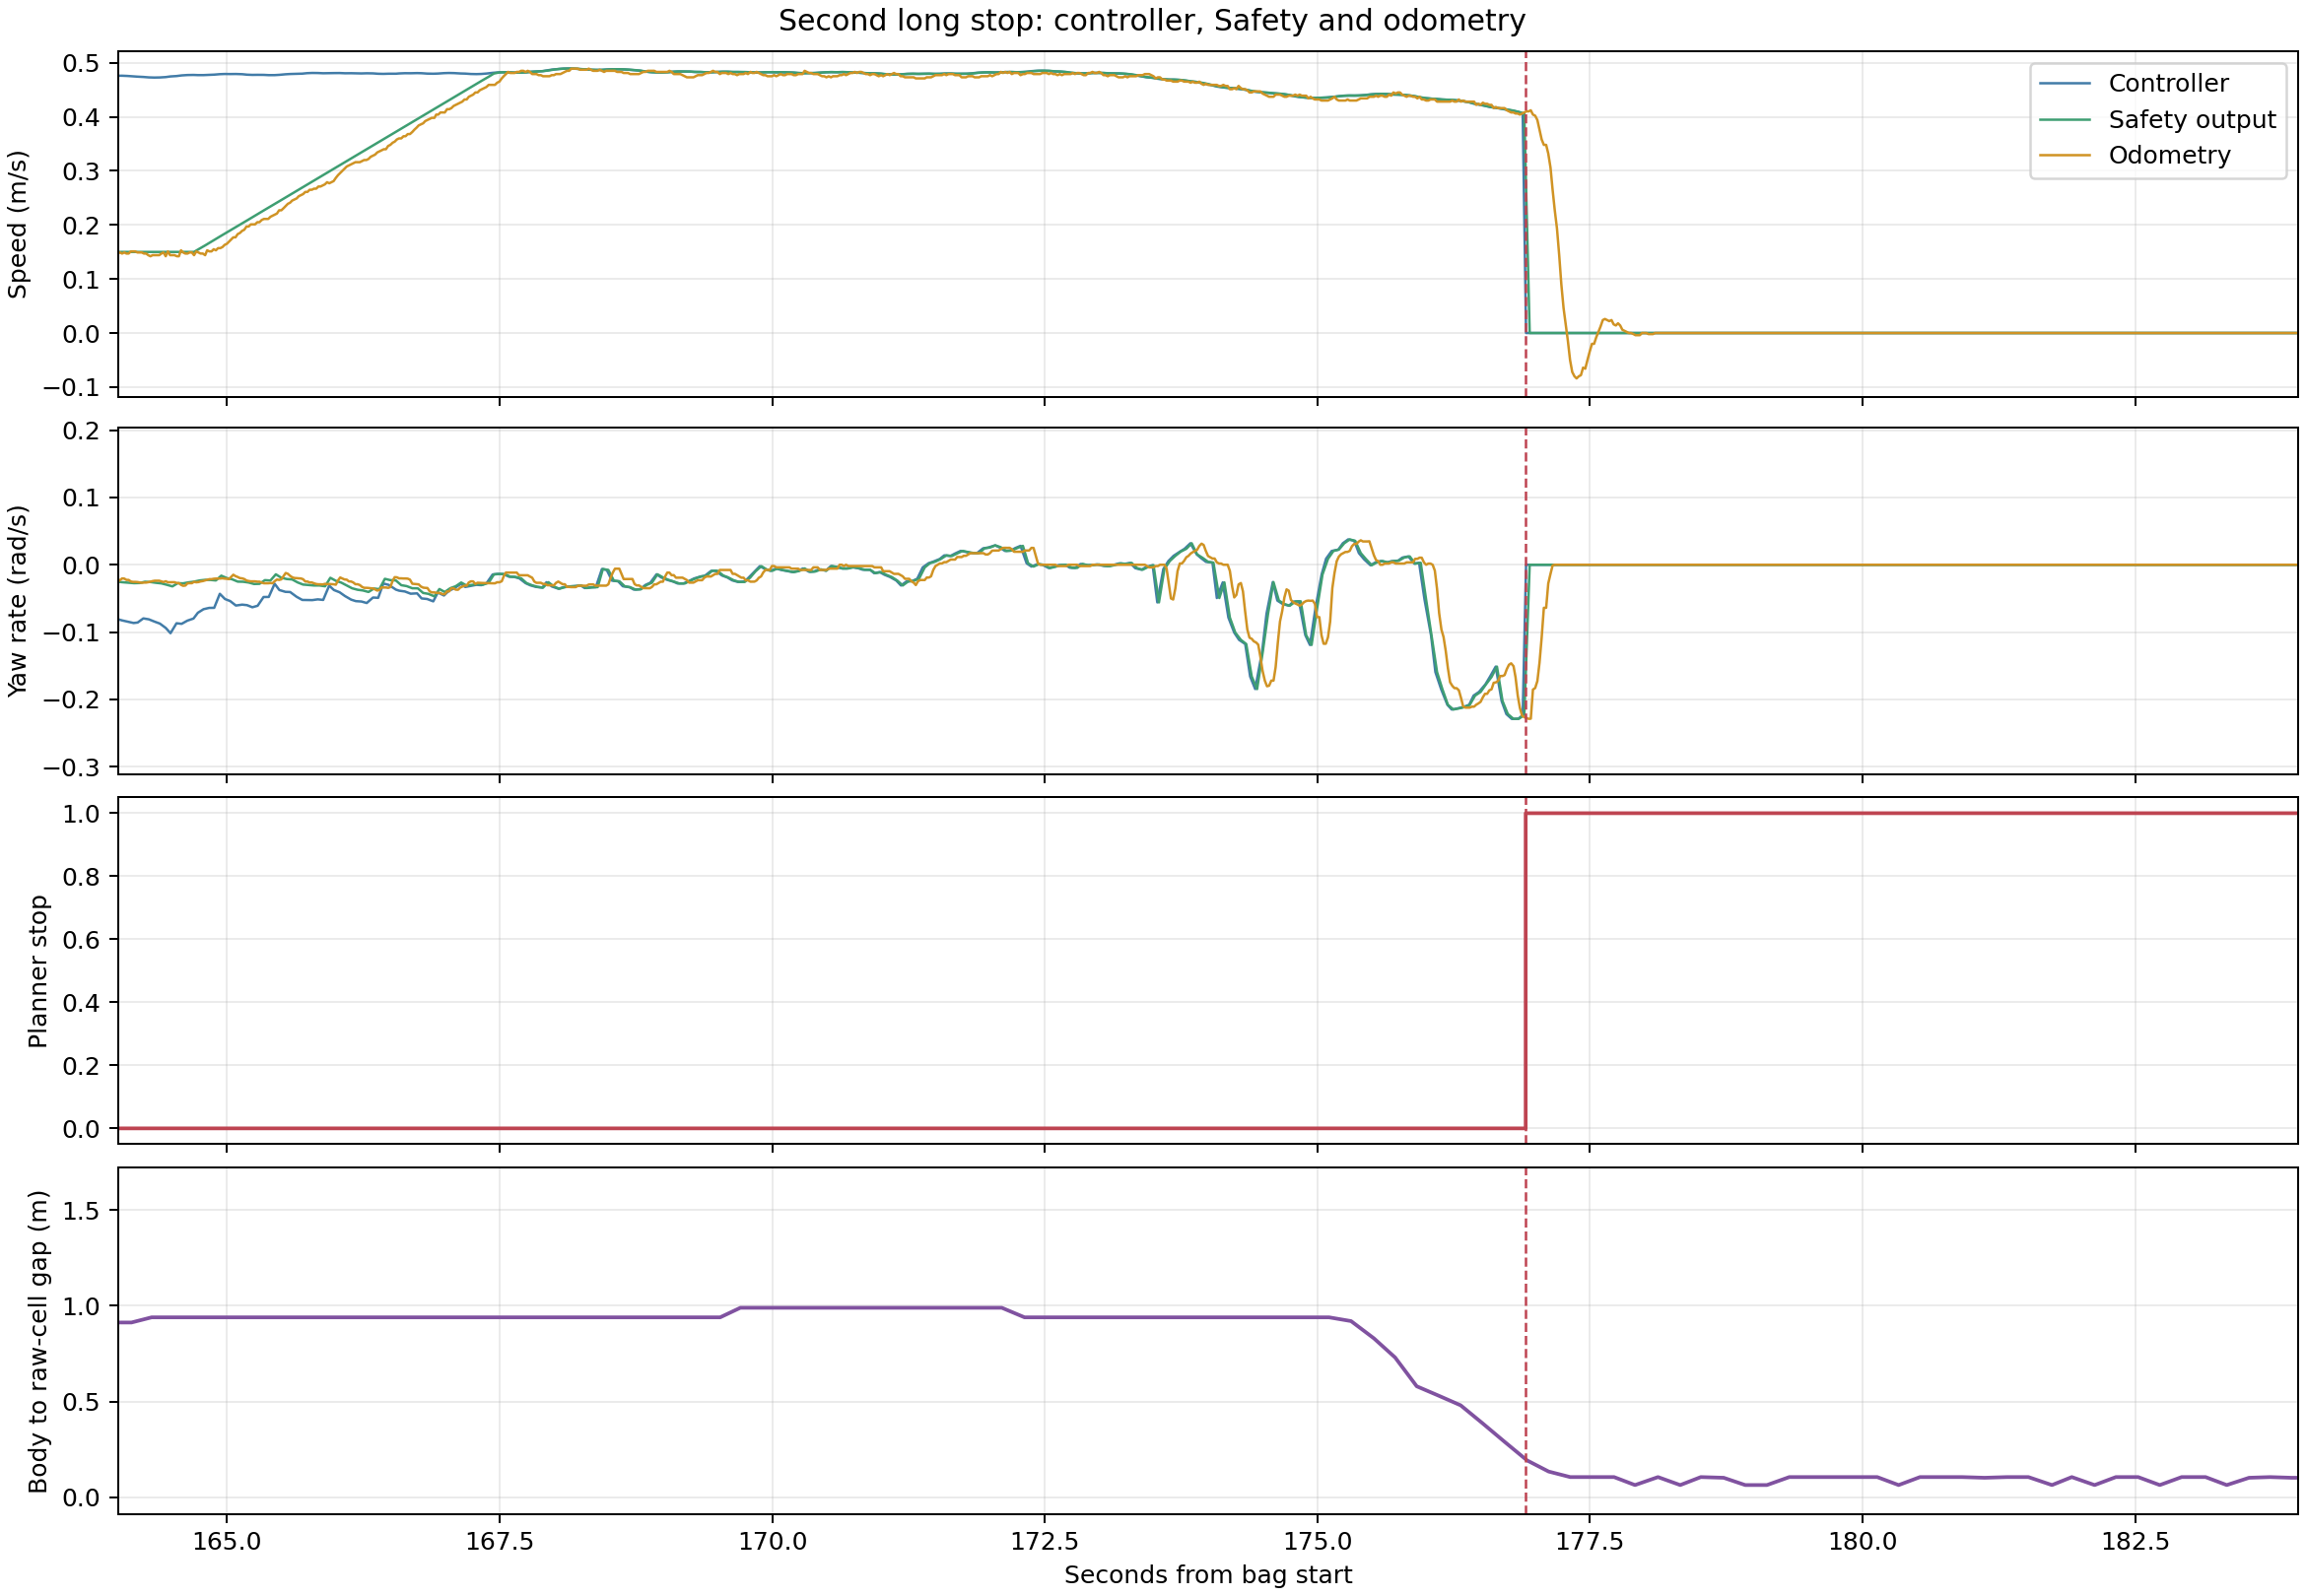 Second long stop: controller, Safety and odometry
Speed (m/s)
0.5
0.4
0.3
0.2
0.1
0.0
−0.1
Controller
Safety output
Odometry
Yaw rate (rad/s)
0.2
0.1
0.0
−0.1
−0.2
−0.3
Planner stop
1.0
0.8
0.6
0.4
0.2
0.0
Body to raw-cell gap (m)
1.5
1.0
0.5
0.0
165.0 167.5 170.0 172.5 175.0 177.5 180.0 182.5
Seconds from bag start